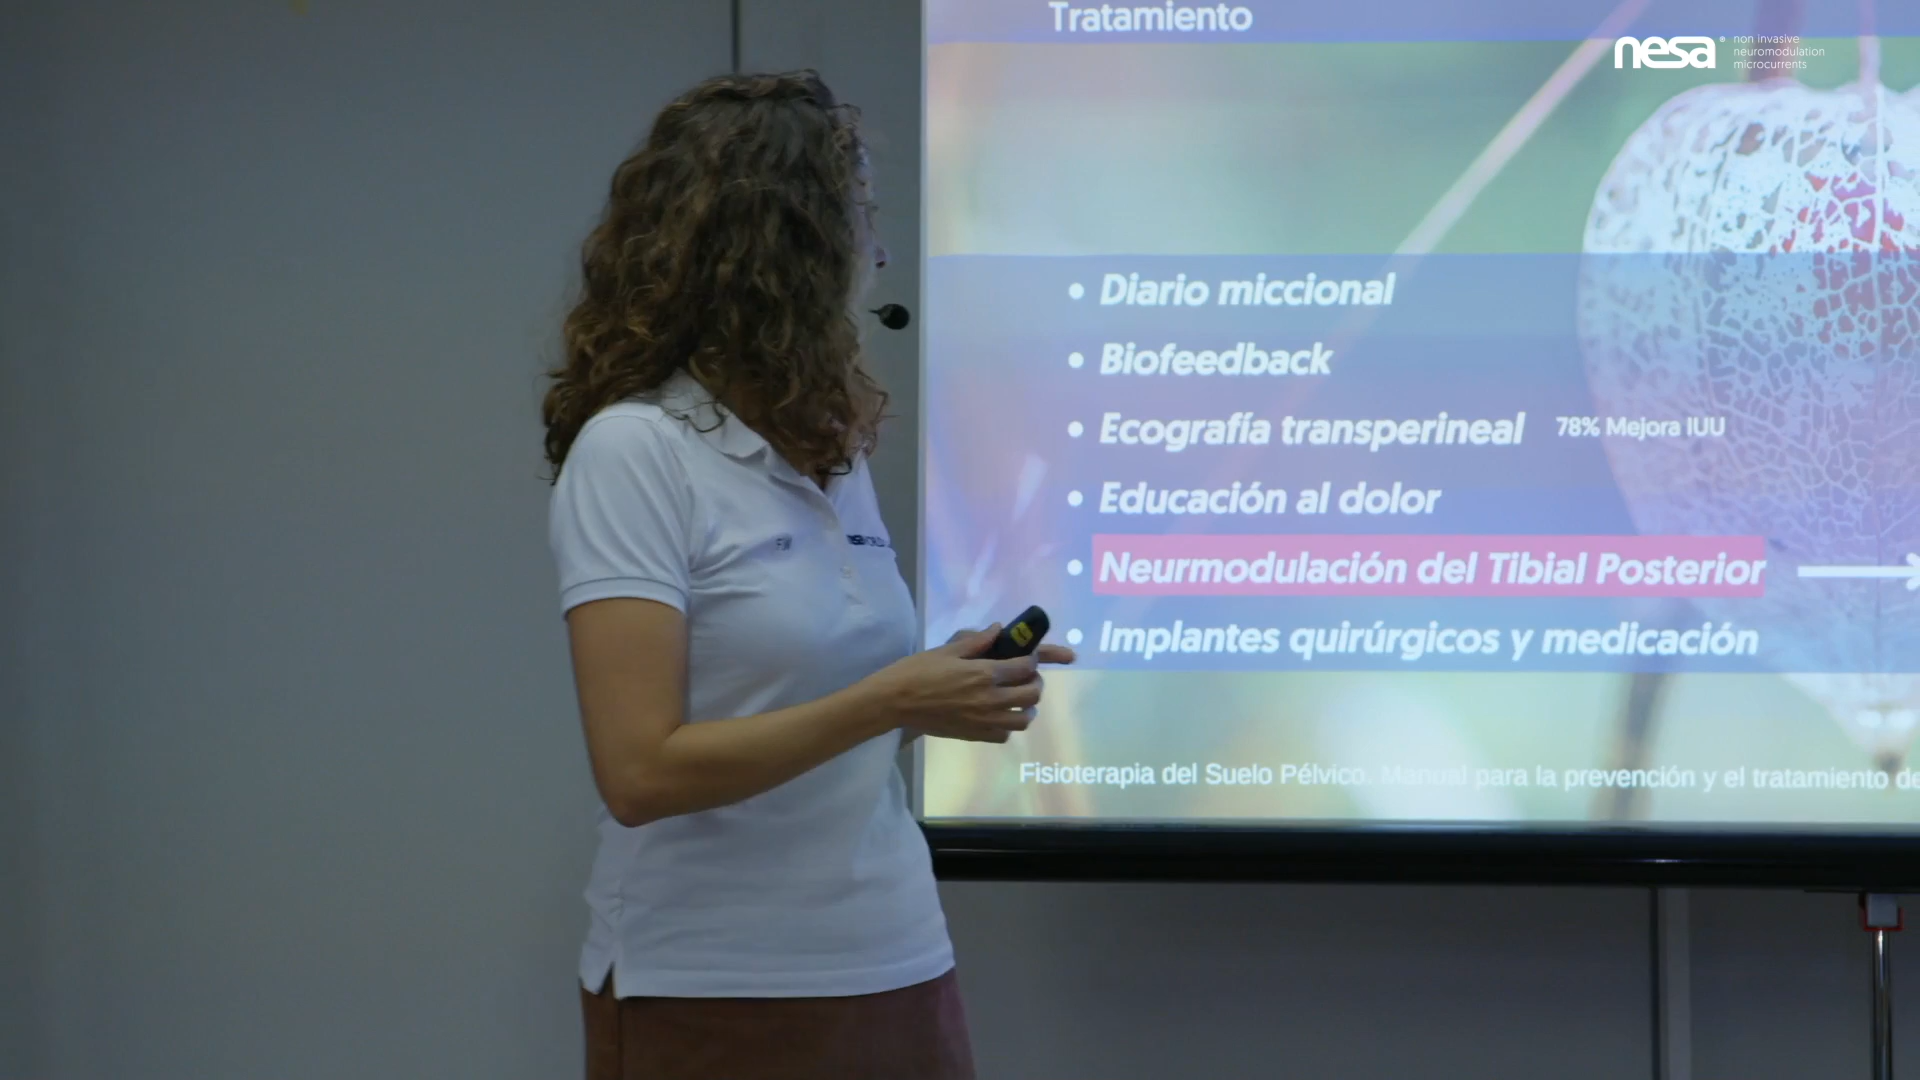 Tratamiento
nesa®
non invasive
neuromodulation
microcurrents
• Diario miccional
• Biofeedback
• Ecografía transperineal 78% Mejora IUU
• Educación al dolor
• Neurmodulación del Tibial Posterior
• Implantes quirúrgicos y medicación
Fisioterapia del Suelo Pélvico. Manual para la prevención y el tratamiento de